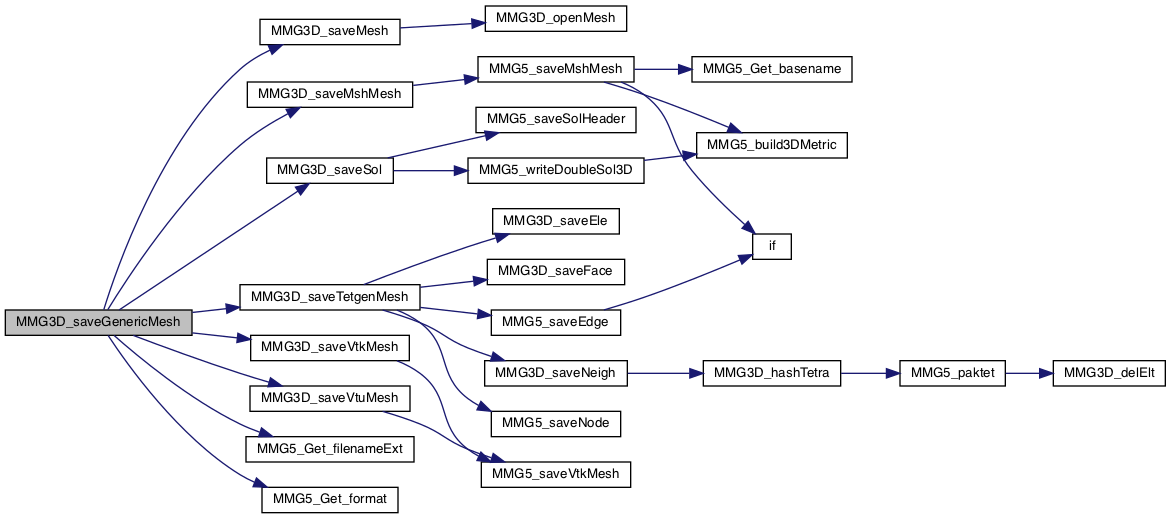 MMG3D_saveGenericMesh
MMG3D_saveMesh
MMG3D_openMesh
MMG3D_saveMshMesh
MMG5_saveMshMesh
MMG5_Get_basename
MMG5_build3DMetric
if
MMG3D_saveSol
MMG5_saveSolHeader
MMG5_writeDoubleSol3D
MMG3D_saveTetgenMesh
MMG3D_saveEle
MMG3D_saveFace
MMG5_saveEdge
MMG3D_saveNeigh
MMG3D_hashTetra
MMG5_paktet
MMG3D_delElt
MMG5_saveNode
MMG3D_saveVtkMesh
MMG3D_saveVtuMesh
MMG5_saveVtkMesh
MMG5_Get_filenameExt
MMG5_Get_format